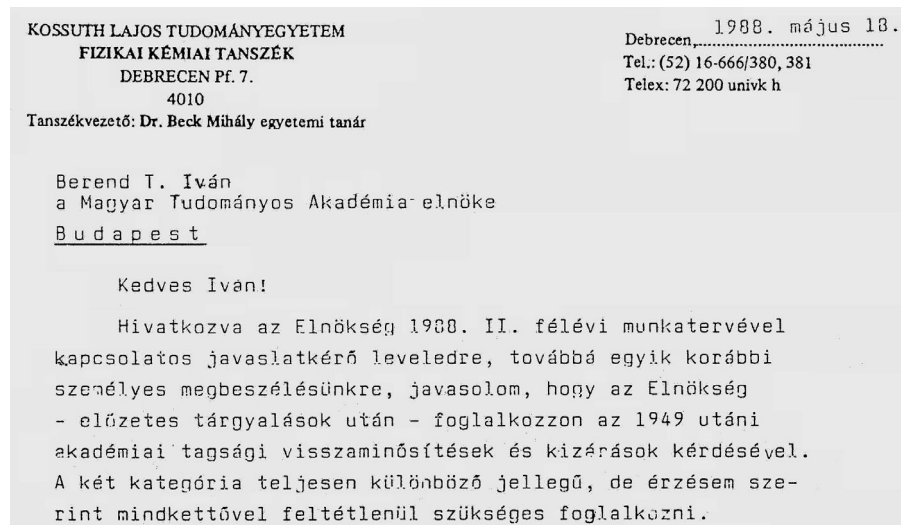 KOSSUTH LAJOS TUDOMÁNYEGYETEM
FIZIKAI KÉMIAI TANSZÉK
DEBRECEN Pf. 7.
4010
Tanszékvezető: Dr. Beck Mihály egyetemi tanár
Debrecen, 1988. május 18.
Tel.: (52) 16-666/380, 381
Telex: 72 200 univk h
Berend T. Iván
a Magyar Tudományos Akadémia elnöke
Budapest
Kedves Iván!
Hivatkozva az Elnökség 1988. II. félévi munkatervével
kapcsolatos javaslatkérő leveledre, továbbá egyik korábbi
személyes megbeszélésünkre, javasolom, hogy az Elnökség
- előzetes tárgyalások után - foglalkozzon az 1949 utáni
akadémiai tagsági visszaminősítések és kizárások kérdésével.
A két kategória teljesen különböző jellegű, de érzésem sze-
rint mindkettővel feltétlenül szükséges foglalkozni.